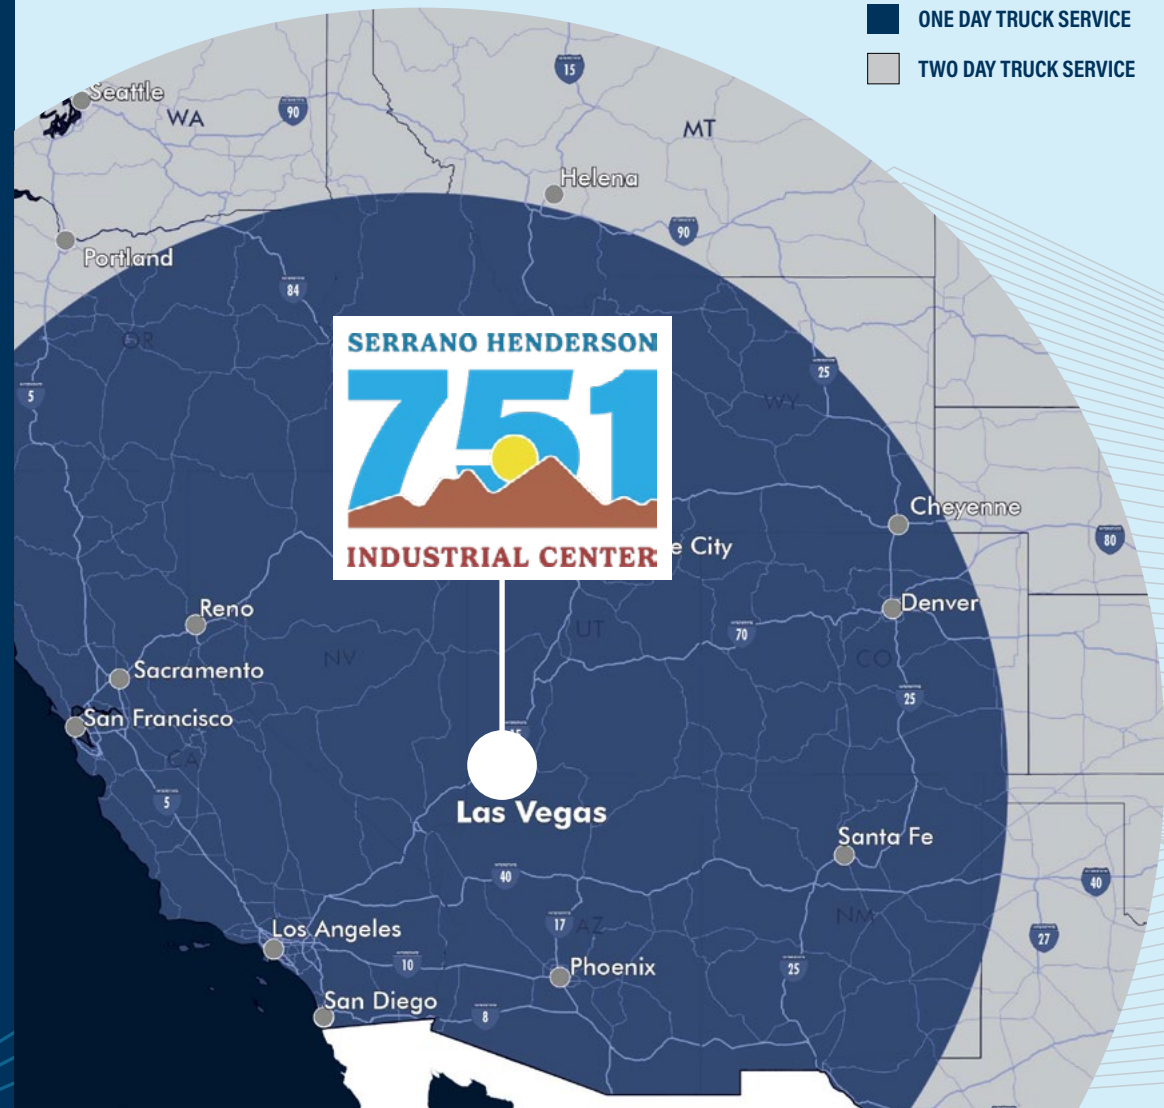 ONE DAY TRUCK SERVICE
TWO DAY TRUCK SERVICE
Seattle
WA
90
15
MT
Helena
90
Portland
84
OR
5
25
WY
SERRANO HENDERSON
751
INDUSTRIAL CENTER
e City
Cheyenne
80
Reno
Denver
UT
70
NV
CO
Sacramento
25
San Francisco
CA
15
5
Las Vegas
Santa Fe
40
40
NM
17
AZ
27
Los Angeles
10
Phoenix
25
San Diego
8